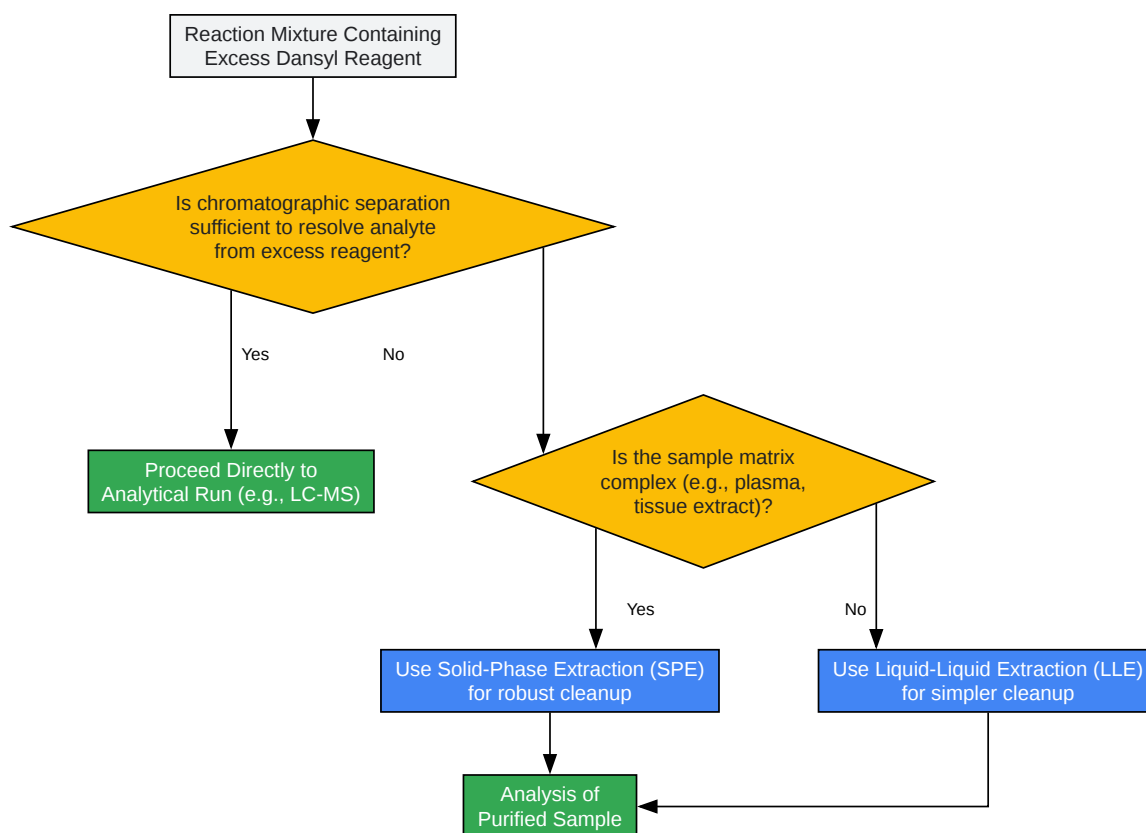 Reaction Mixture Containing
Excess Dansyl Reagent
Is chromatographic separation
sufficient to resolve analyte
from excess reagent?
Yes
No
Proceed Directly to
Analytical Run (e.g., LC-MS)
Is the sample matrix
complex (e.g., plasma,
tissue extract)?
Yes
No
Use Solid-Phase Extraction (SPE)
for robust cleanup
Use Liquid-Liquid Extraction (LLE)
for simpler cleanup
Analysis of
Purified Sample